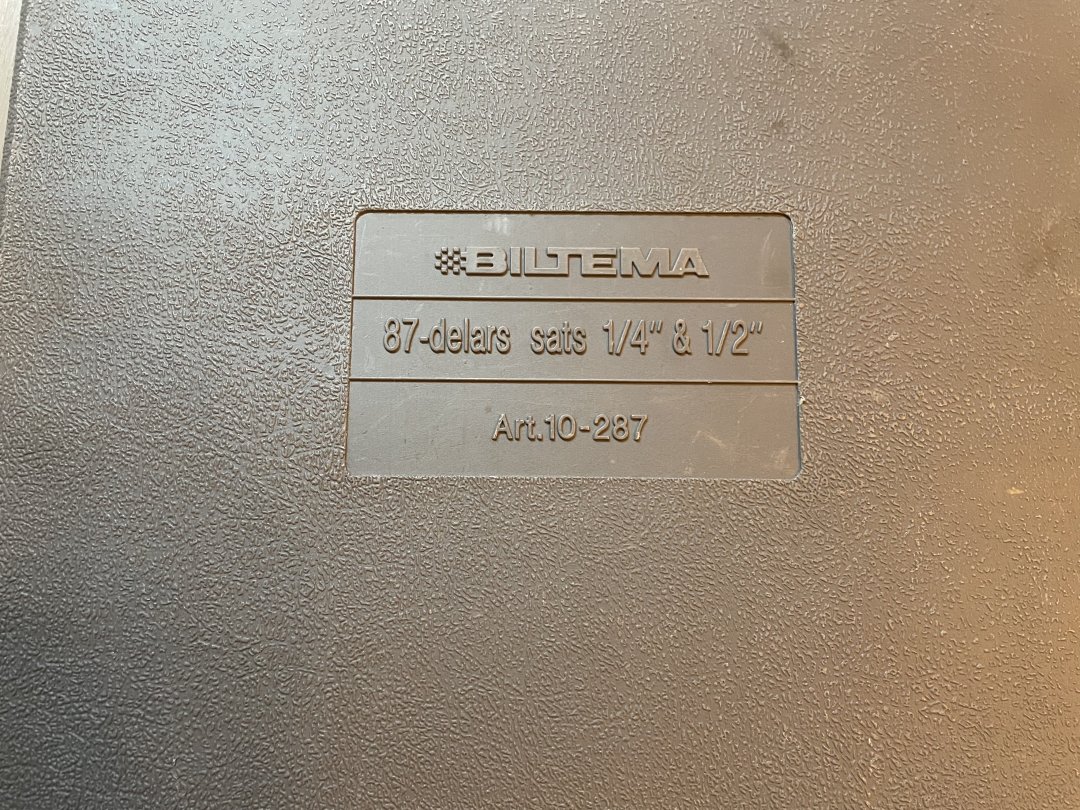 BILTEMA
87-delars sats 1/4" & 1/2"
Art.10-287